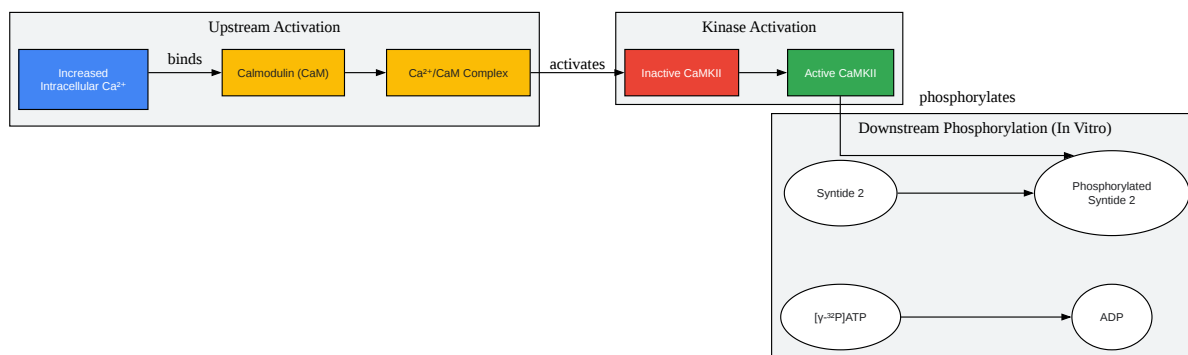 Upstream Activation
Kinase Activation
Increased
Intracellular Ca²⁺
binds
Calmodulin (CaM)
Ca²⁺/CaM Complex
activates
Inactive CaMKII
Active CaMKII
phosphorylates
Downstream Phosphorylation (In Vitro)
Syntide 2
Phosphorylated
Syntide 2
[γ-³²P]ATP
ADP